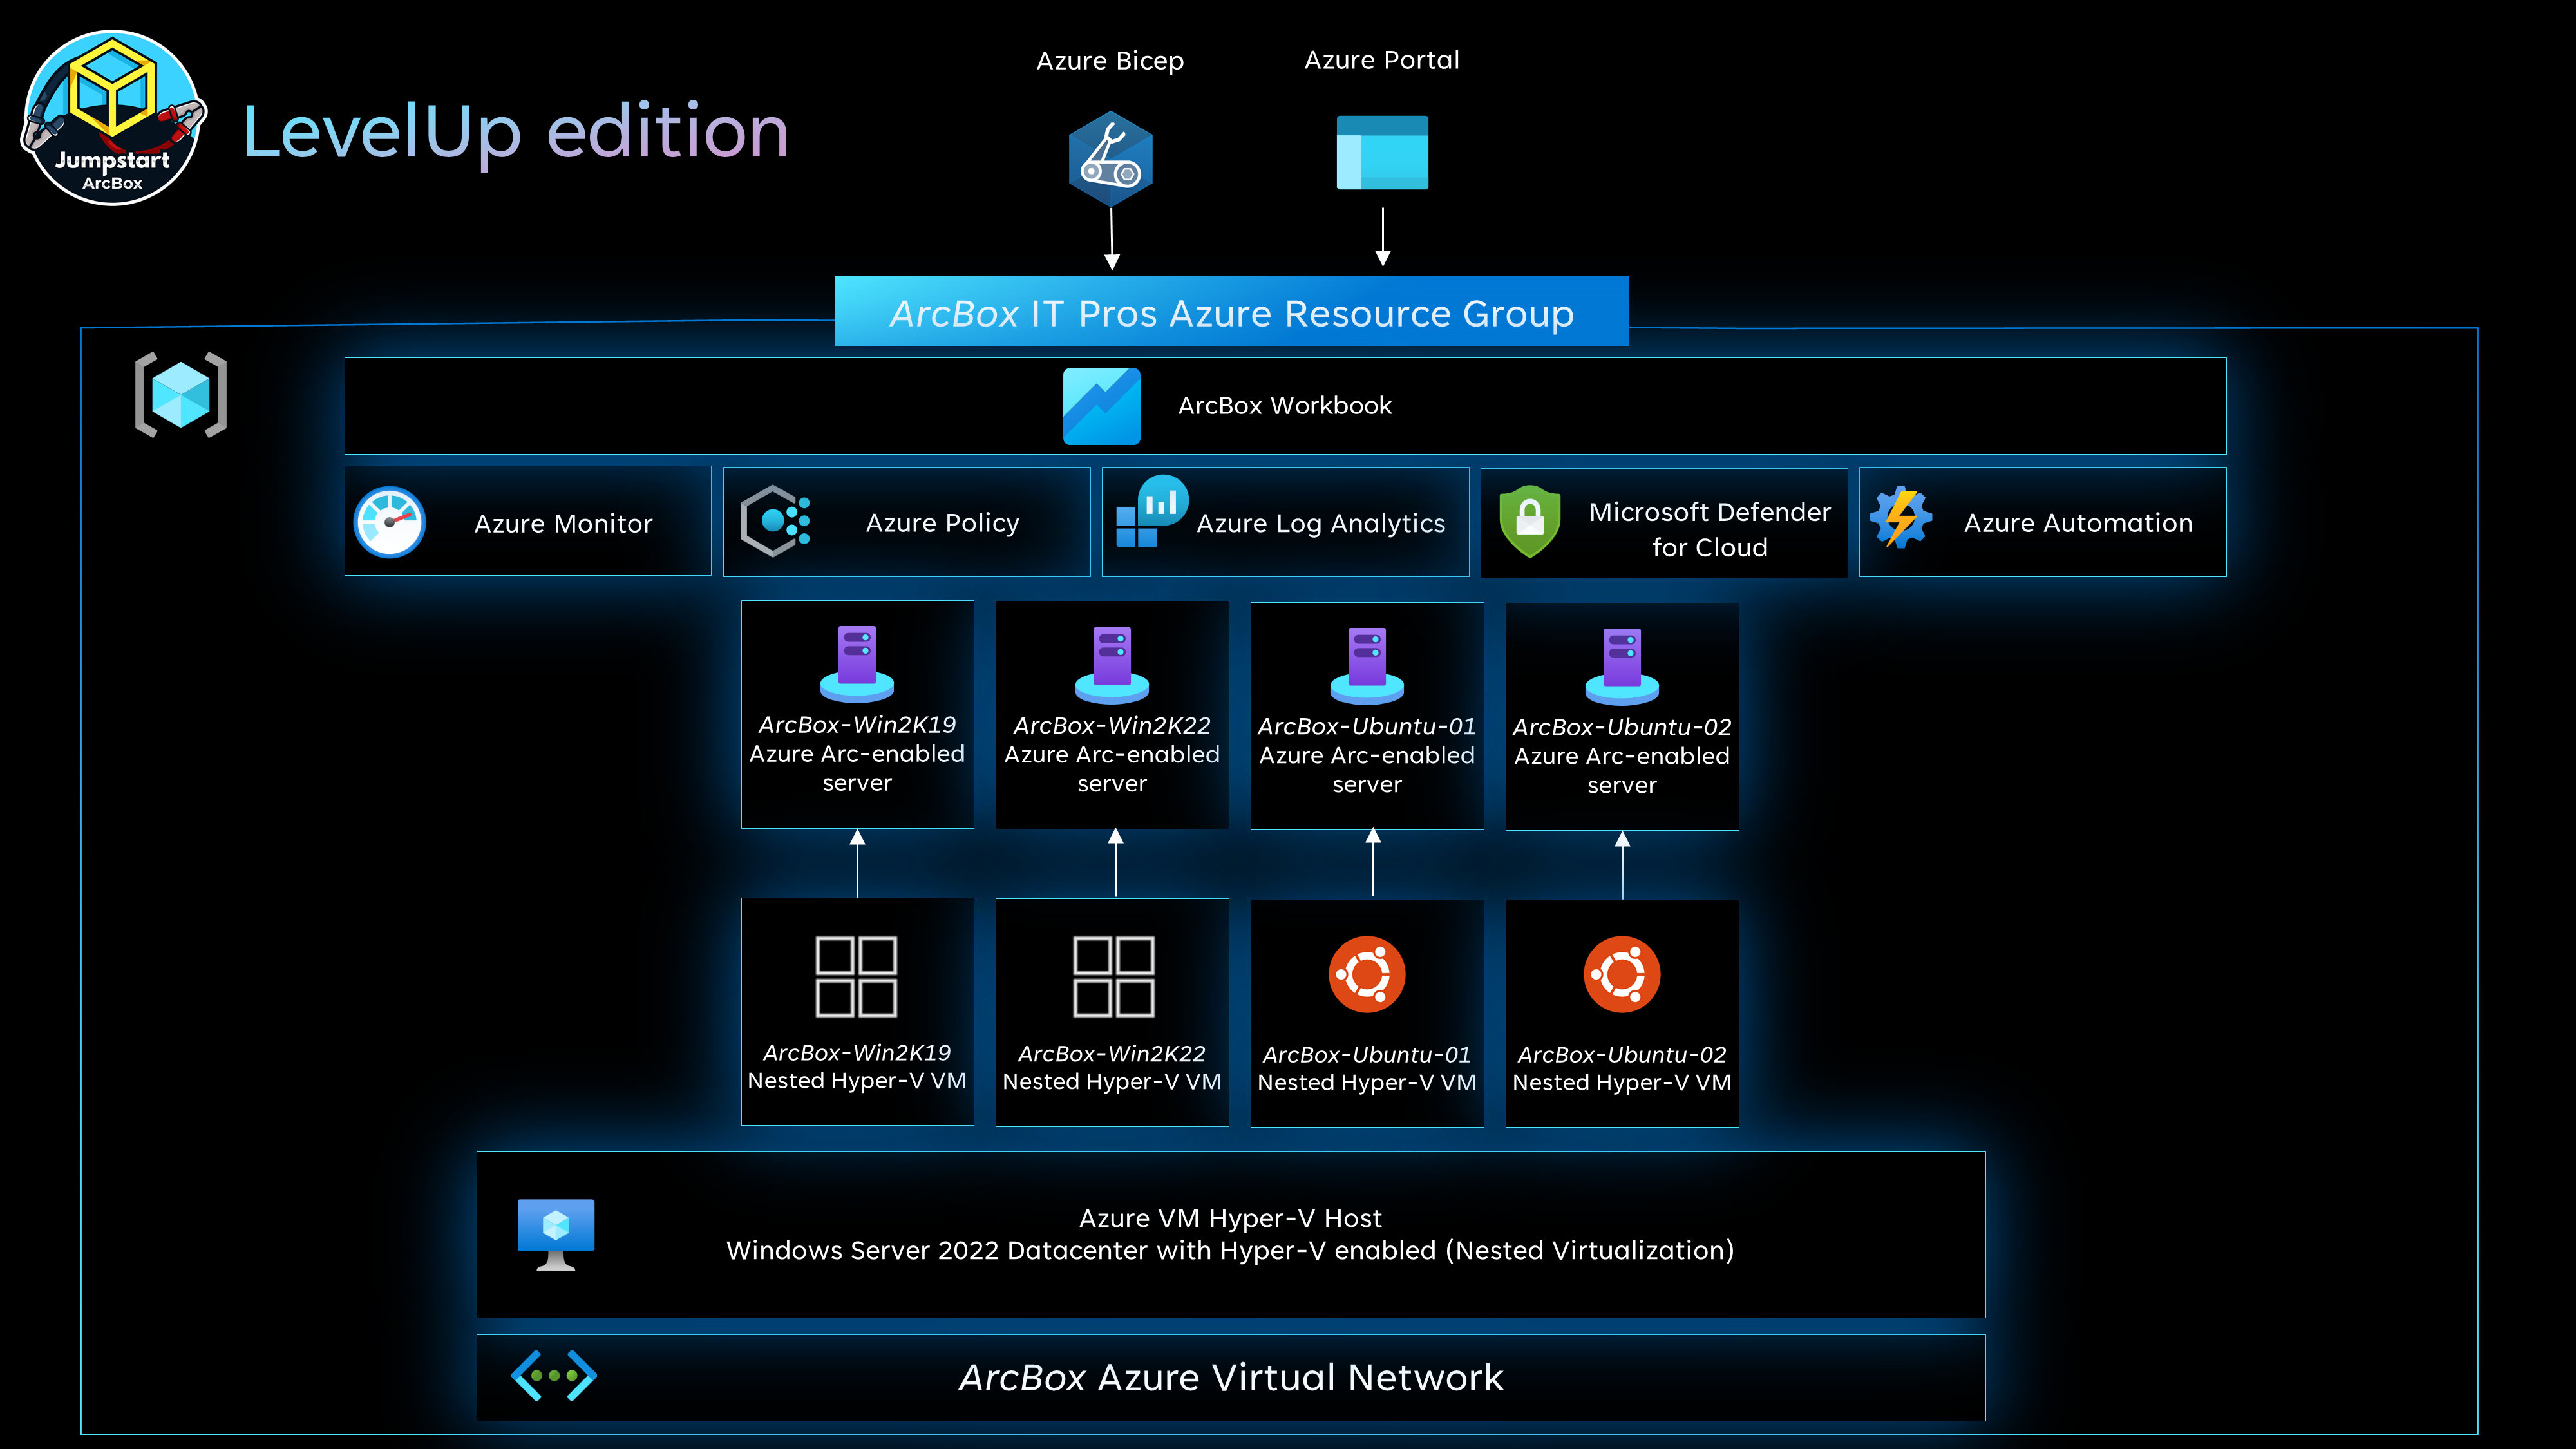 Jumpstart
ArcBox
LevelUp edition
Azure Bicep
Azure Portal
ArcBox IT Pros Azure Resource Group
ArcBox Workbook
Azure Monitor
Azure Policy
Azure Log Analytics
Microsoft Defender
for Cloud
Azure Automation
ArcBox-Win2K19
Azure Arc-enabled
server
ArcBox-Win2K22
Azure Arc-enabled
server
ArcBox-Ubuntu-01
Azure Arc-enabled
server
ArcBox-Ubuntu-02
Azure Arc-enabled
server
ArcBox-Win2K19
Nested Hyper-V VM
ArcBox-Win2K22
Nested Hyper-V VM
ArcBox-Ubuntu-01
Nested Hyper-V VM
ArcBox-Ubuntu-02
Nested Hyper-V VM
Azure VM Hyper-V Host
Windows Server 2022 Datacenter with Hyper-V enabled (Nested Virtualization)
ArcBox Azure Virtual Network